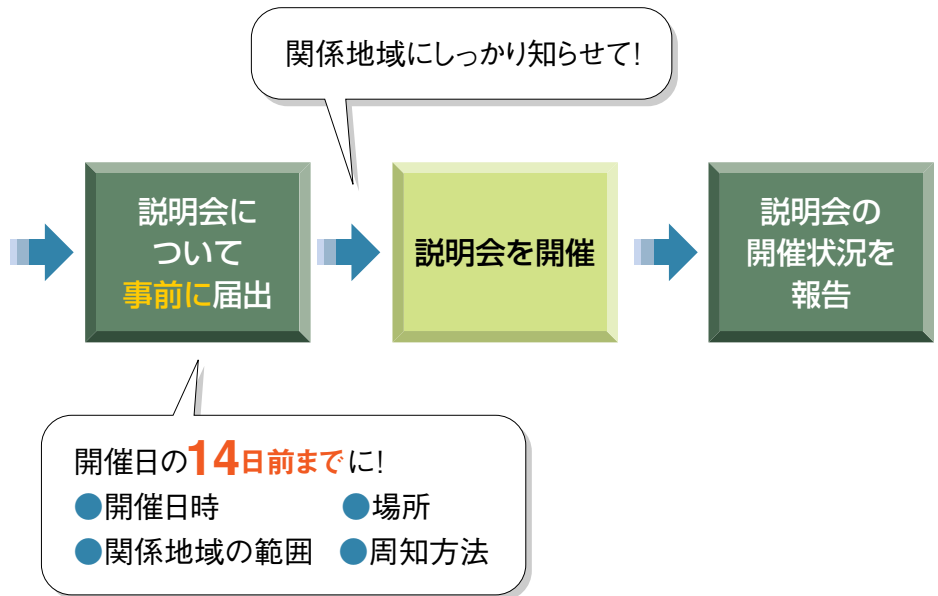 関係地域にしっかり知らせて!
説明会に
ついて
事前に届出
説明会を開催
説明会の
開催状況を
報告
開催日の14日前までに!
●開催日時 ●場所
●関係地域の範囲 ●周知方法